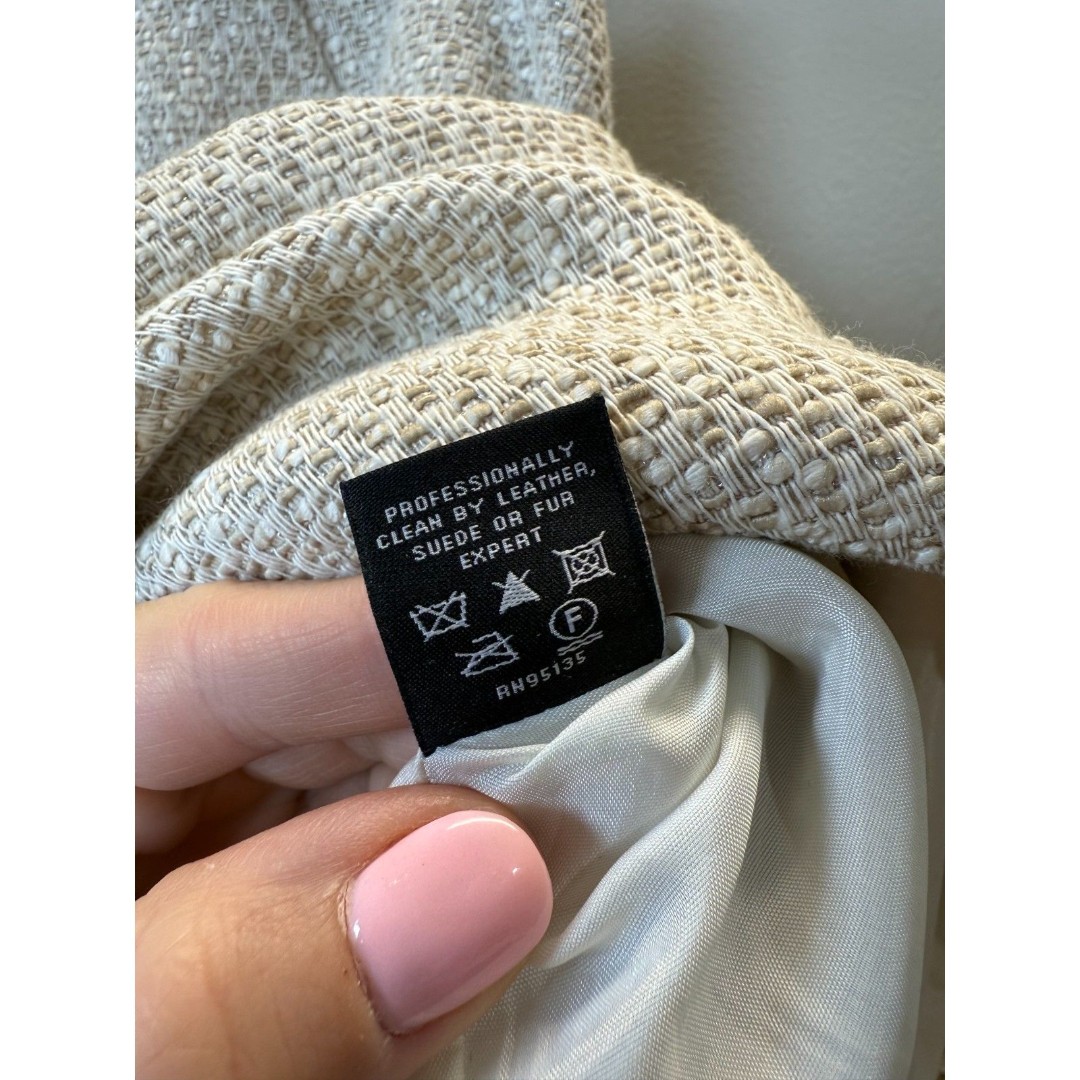 PROFESSIONALLY
CLEAN BY LEATHER,
SUEDE OR FUR
EXPERT
F
RN95135